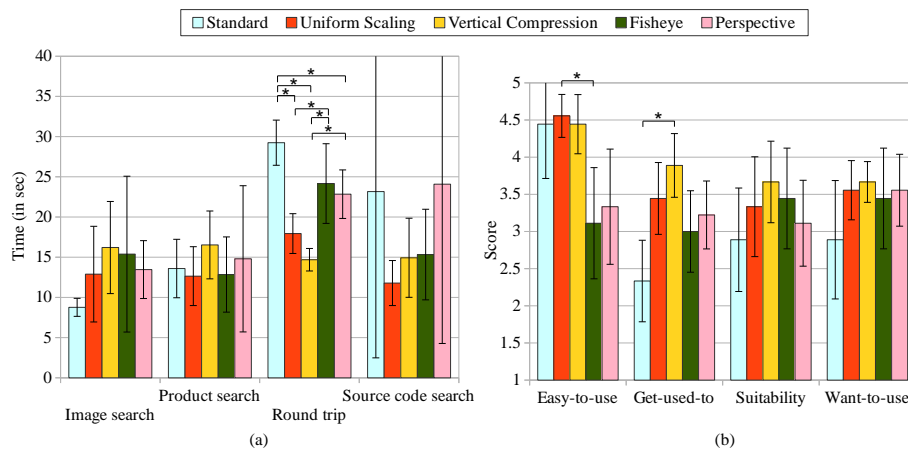 Standard Uniform Scaling Vertical Compression Fisheye Perspective
40
35
30
25
20
15
10
5
0
Time (in sec)
* * * * * *
Image search Product search Round trip Source code search
(a)
5
4.5
4
3.5
3
2.5
2
1.5
1
Score
* *
Easy-to-use Get-used-to Suitability Want-to-use
(b)